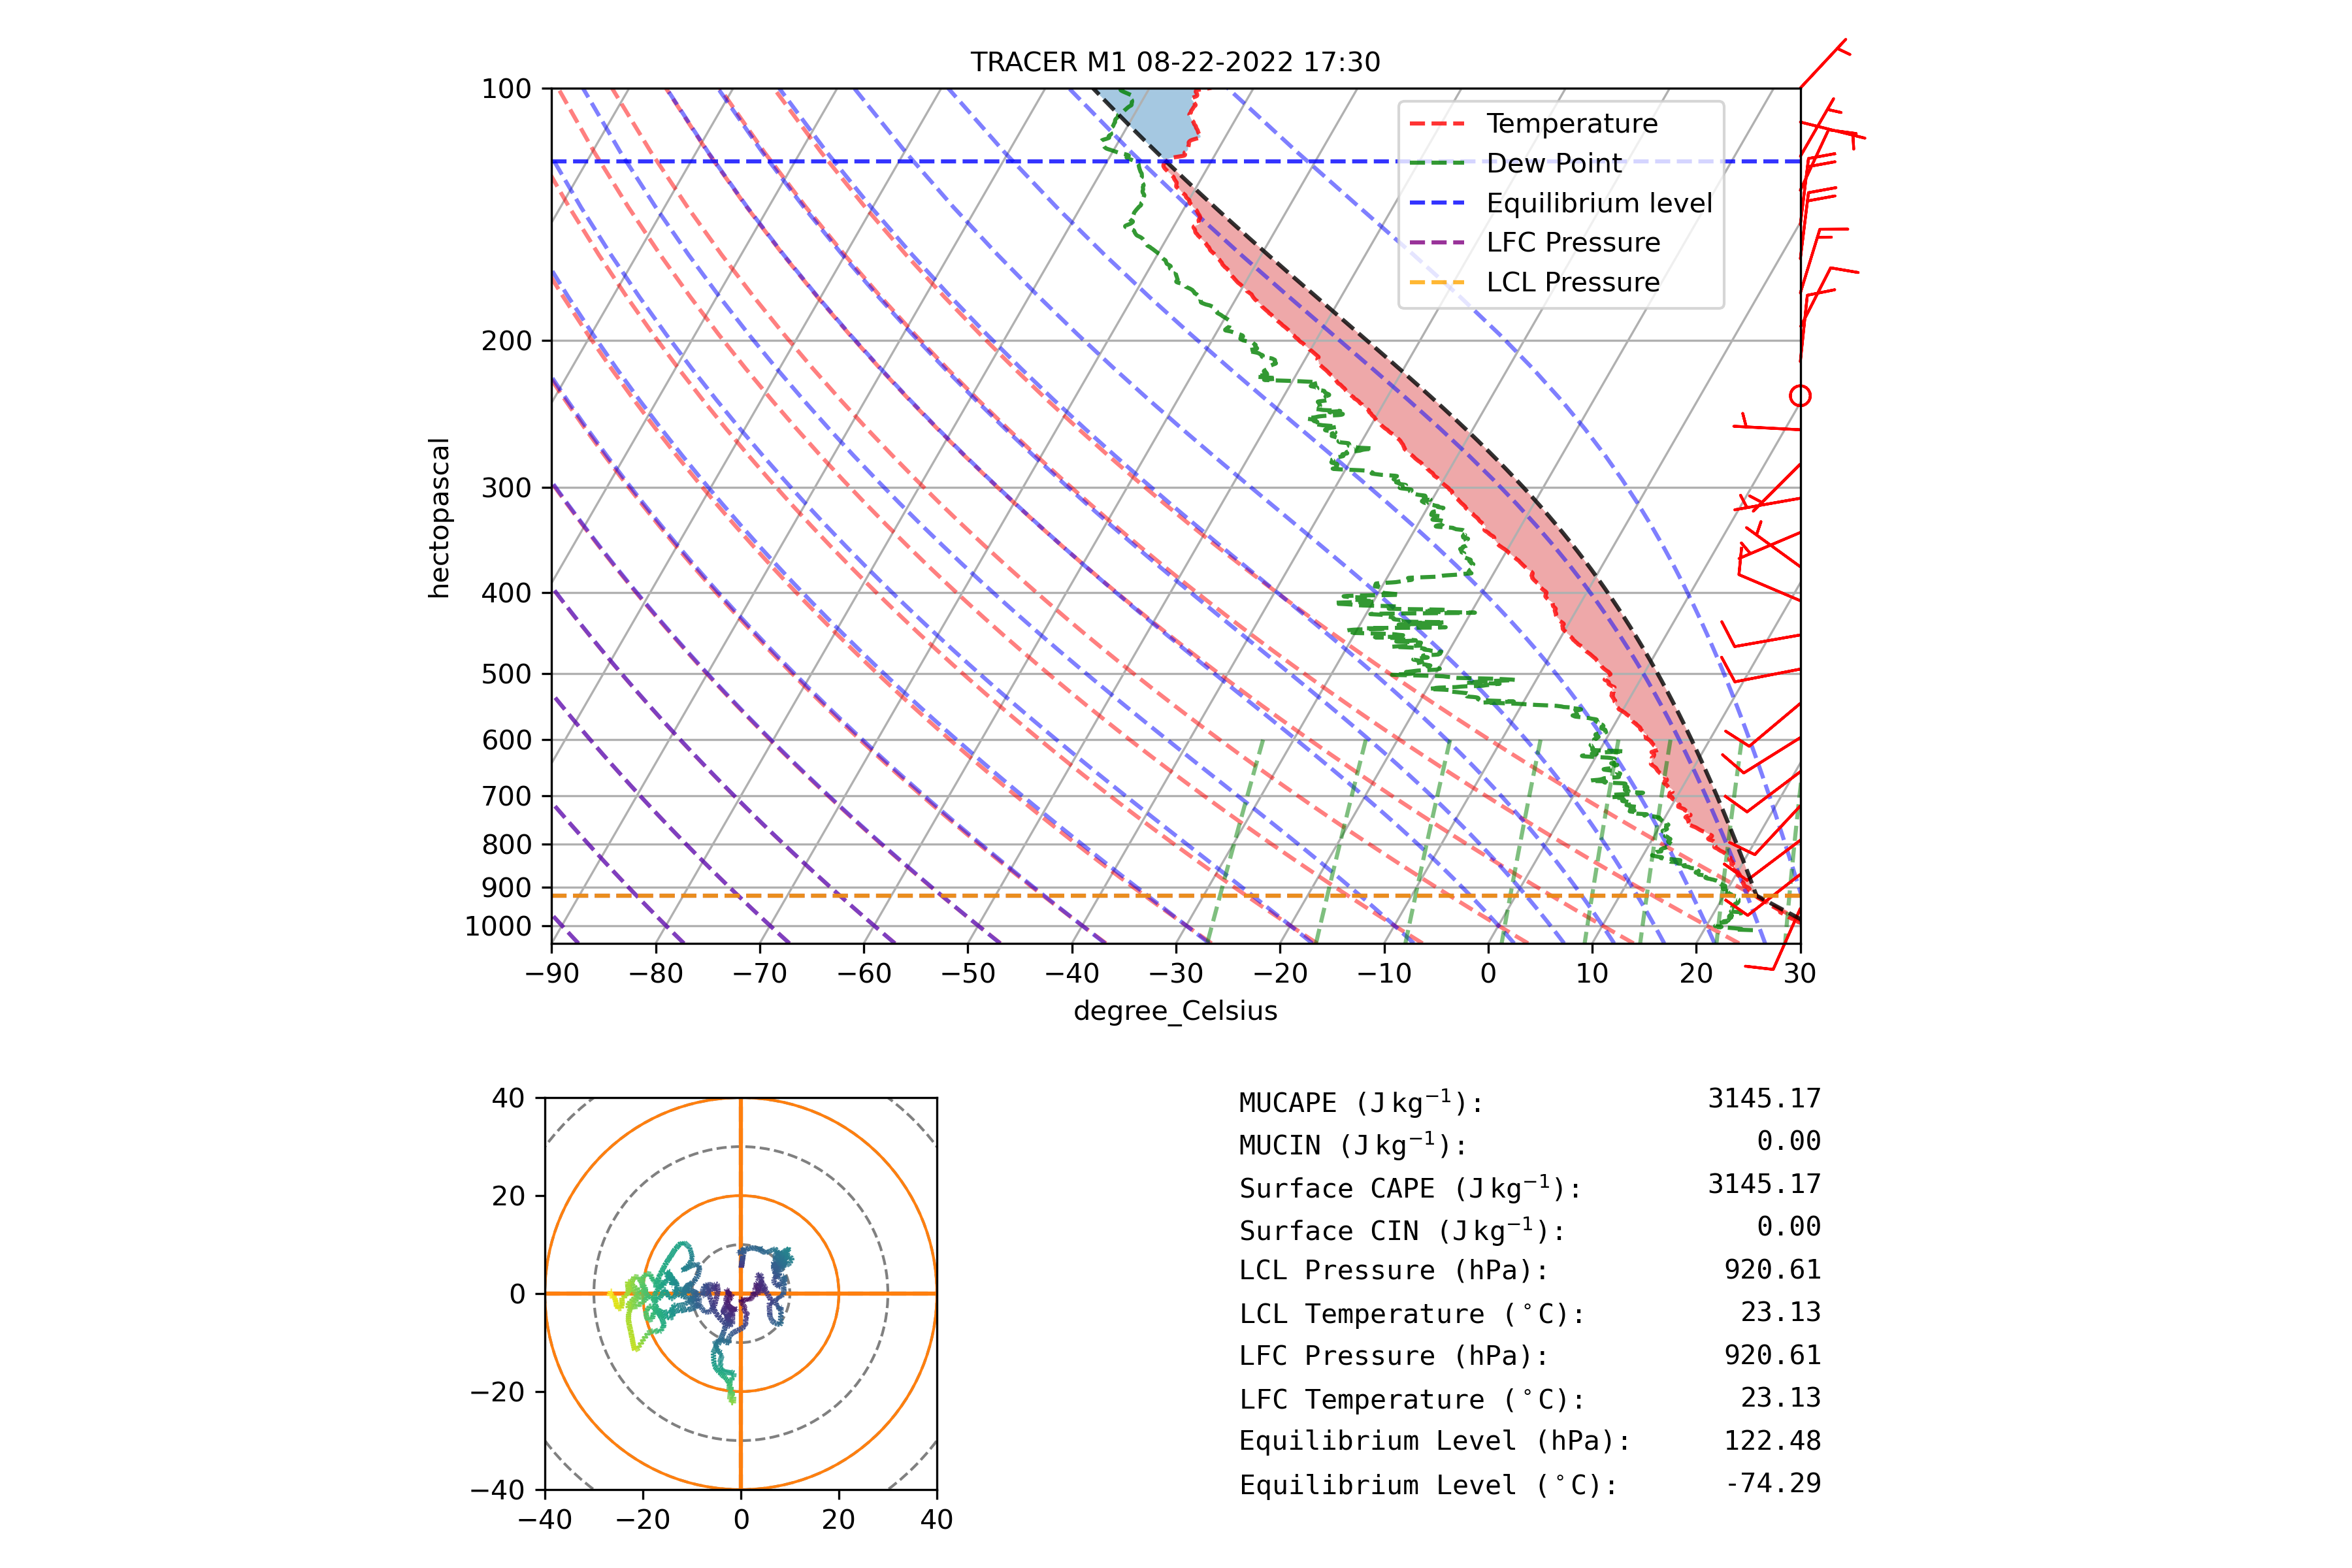 TRACER M1 08-22-2022 17:30
100
200
300
400
500
600
700
800
900
1000
hectopascal
Temperature
Dew Point
Equilibrium level
LFC Pressure
LCL Pressure
−90 −80 −70 −60 −50 −40 −30 −20 −10 0 10 20 30
degree_Celsius
40
20
0
−20
−40
−40 −20 0 20 40
MUCAPE (J kg⁻¹): 3145.17
MUCIN (J kg⁻¹): 0.00
Surface CAPE (J kg⁻¹): 3145.17
Surface CIN (J kg⁻¹): 0.00
LCL Pressure (hPa): 920.61
LCL Temperature (°C): 23.13
LFC Pressure (hPa): 920.61
LFC Temperature (°C): 23.13
Equilibrium Level (hPa): 122.48
Equilibrium Level (°C): -74.29